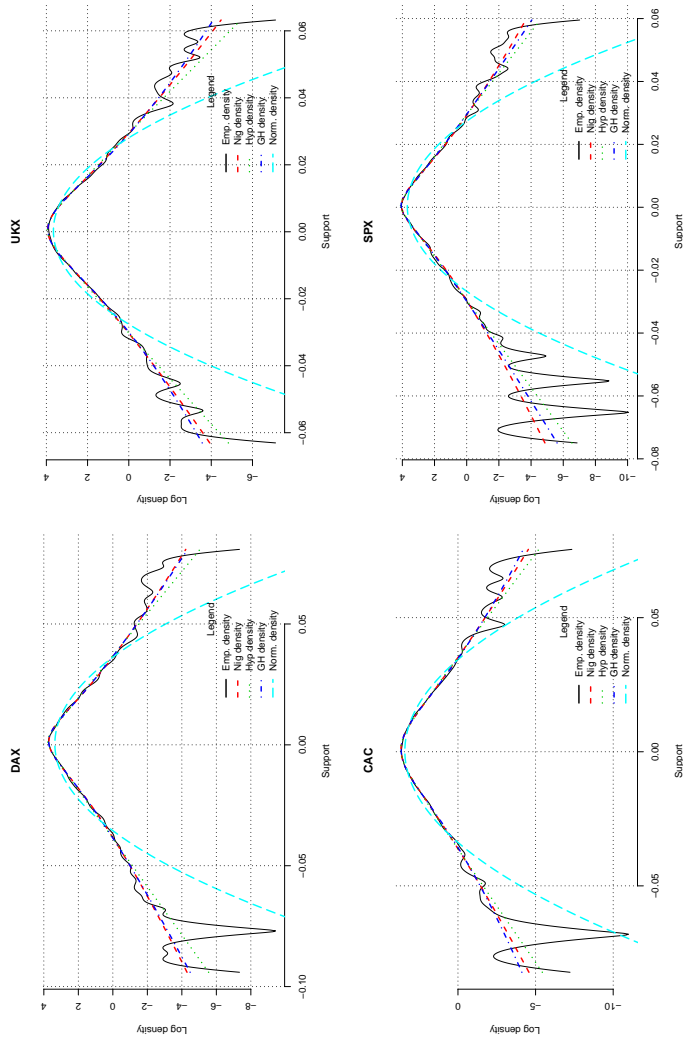 DAX
Log density
4
2
0
−2
−4
−6
−8
−0.10 −0.05 0.00 0.05
Support
Legend
Emp. density
Nig density
Hyp density
GH density
Norm. density
UKX
Log density
4
2
0
−2
−4
−6
−0.06 −0.04 −0.02 0.00 0.02 0.04 0.06
Support
Legend
Emp. density
Nig density
Hyp density
GH density
Norm. density
CAC
Log density
0
−5
−10
−0.05 0.00 0.05
Support
Legend
Emp. density
Nig density
Hyp density
GH density
Norm. density
SPX
Log density
4
2
0
−2
−4
−6
−8
−10
−0.08 −0.06 −0.04 −0.02 0.00 0.02 0.04 0.06
Support
Legend
Emp. density
Nig density
Hyp density
GH density
Norm. density